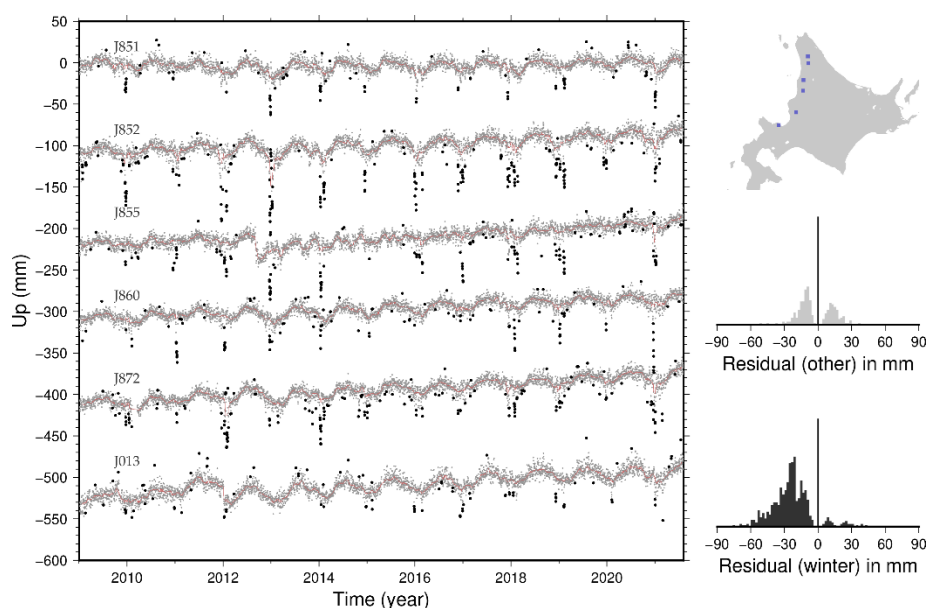 50
0
−50
−100
−150
−200
−250
−300
−350
−400
−450
−500
−550
−600
Up (mm)
J851
J852
J855
J860
J872
J013
2010 2012 2014 2016 2018 2020
Time (year)
−90 −60 −30 0 30 60 90
Residual (other) in mm
−90 −60 −30 0 30 60 90
Residual (winter) in mm